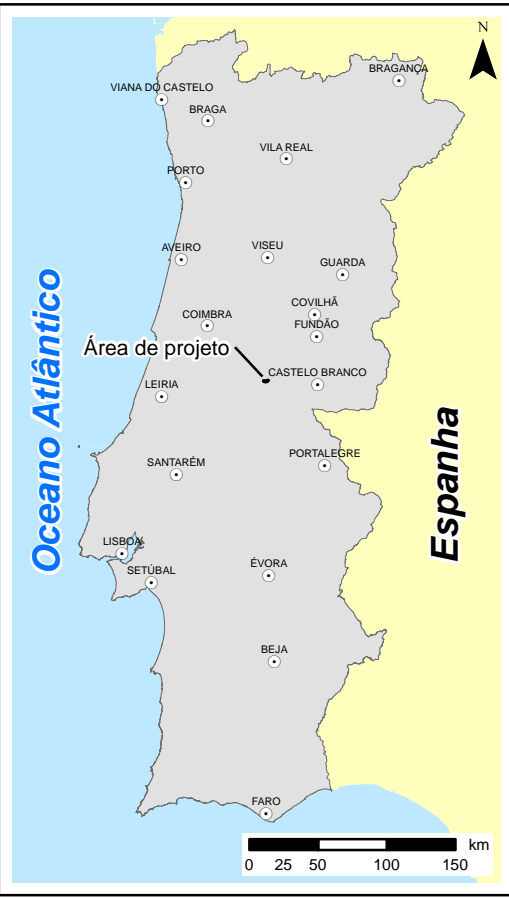 N
BRAGANÇA
VIANA DO CASTELO
BRAGA
VILA REAL
PORTO
AVEIRO
VISEU
GUARDA
COVILHÃ
COIMBRA
FUNDÃO
Área de projeto
CASTELO BRANCO
LEIRIA
Oceano Atlântico
Espanha
PORTALEGRE
SANTARÉM
LISBOA
SETÚBAL
ÉVORA
BEJA
FARO
km
0 25 50 100 150